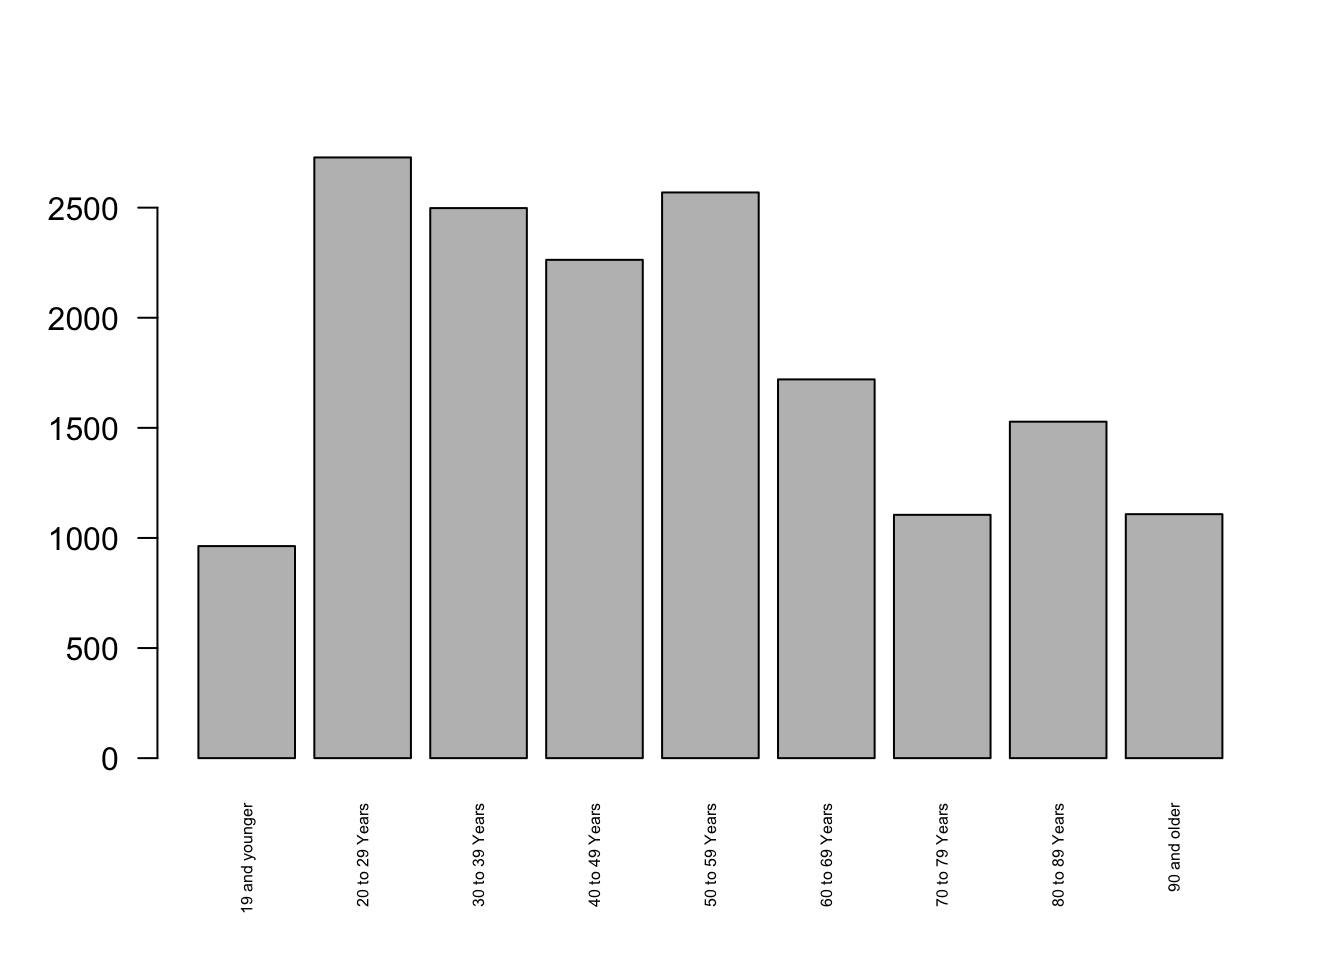 2500
2000
1500
1000
500
0
19 and younger
20 to 29 Years
30 to 39 Years
40 to 49 Years
50 to 59 Years
60 to 69 Years
70 to 79 Years
80 to 89 Years
90 and older